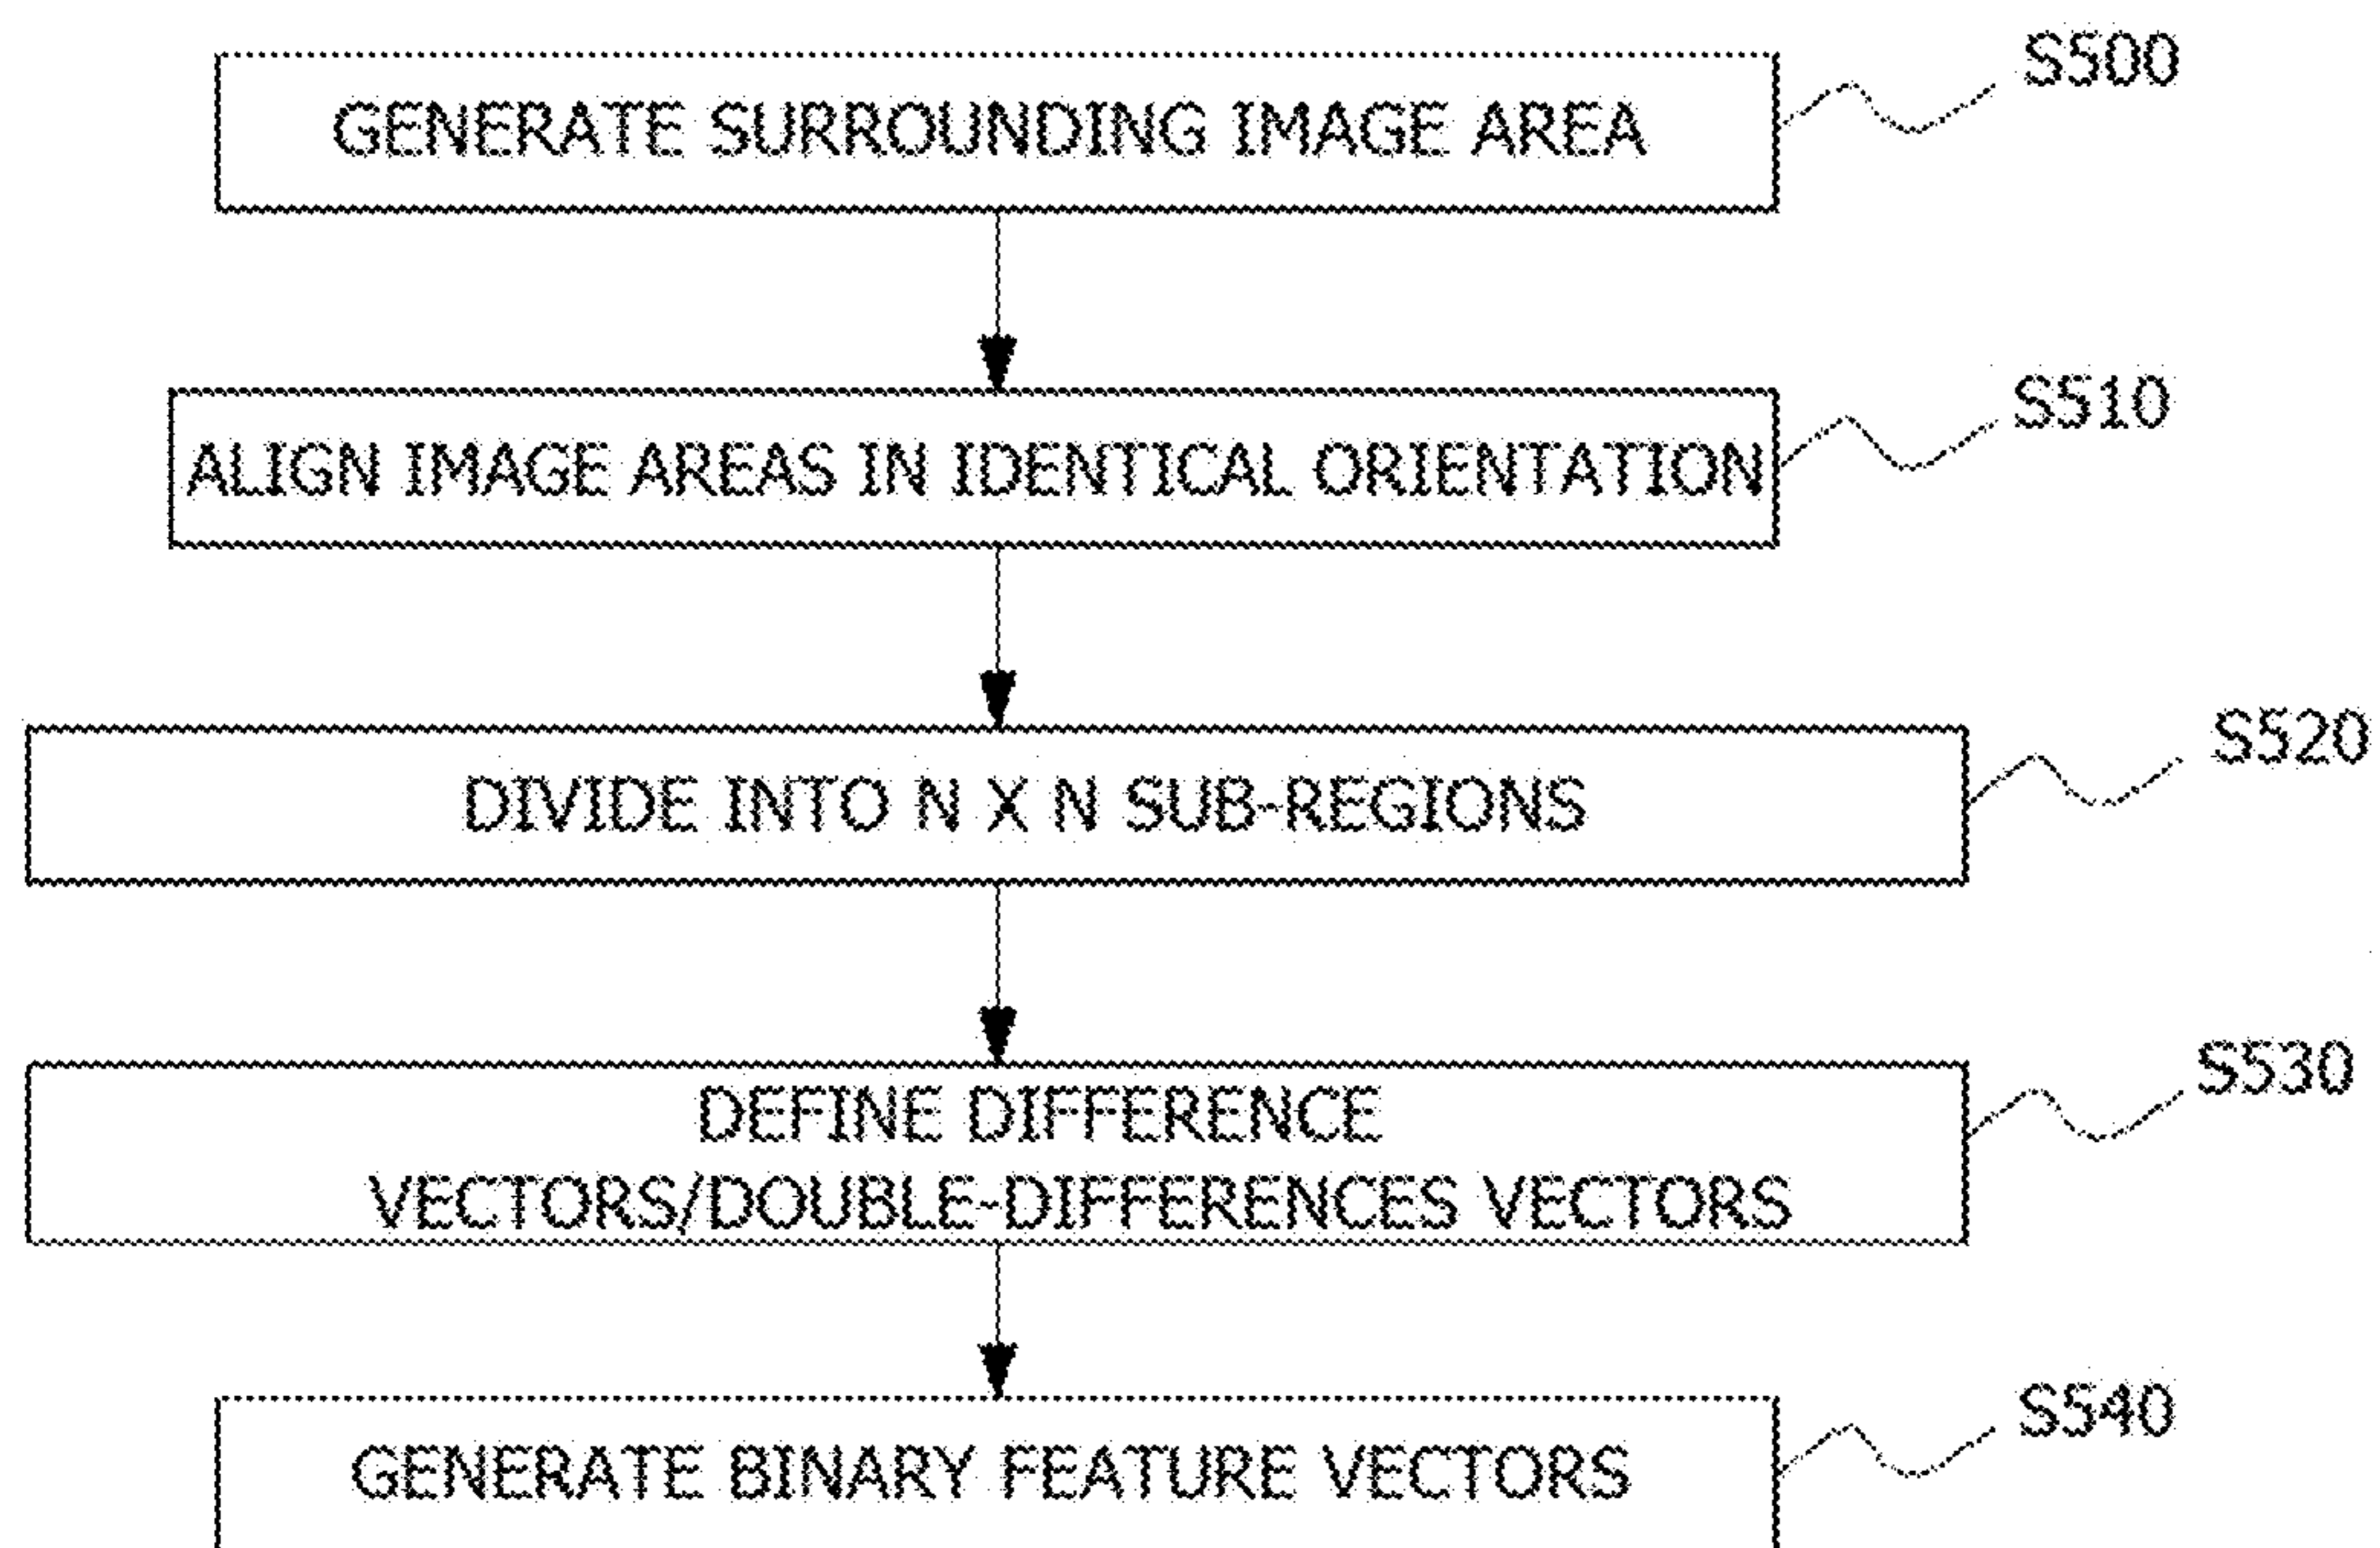 S500
GENERATE SURROUNDING IMAGE AREA
S510
ALIGN IMAGE AREAS IN IDENTICAL ORIENTATION
S520
DIVIDE INTO N X N SUB-REGIONS
S530
DEFINE DIFFERENCE
VECTORS/DOUBLE-DIFFERENCES VECTORS
S540
GENERATE BINARY FEATURE VECTORS